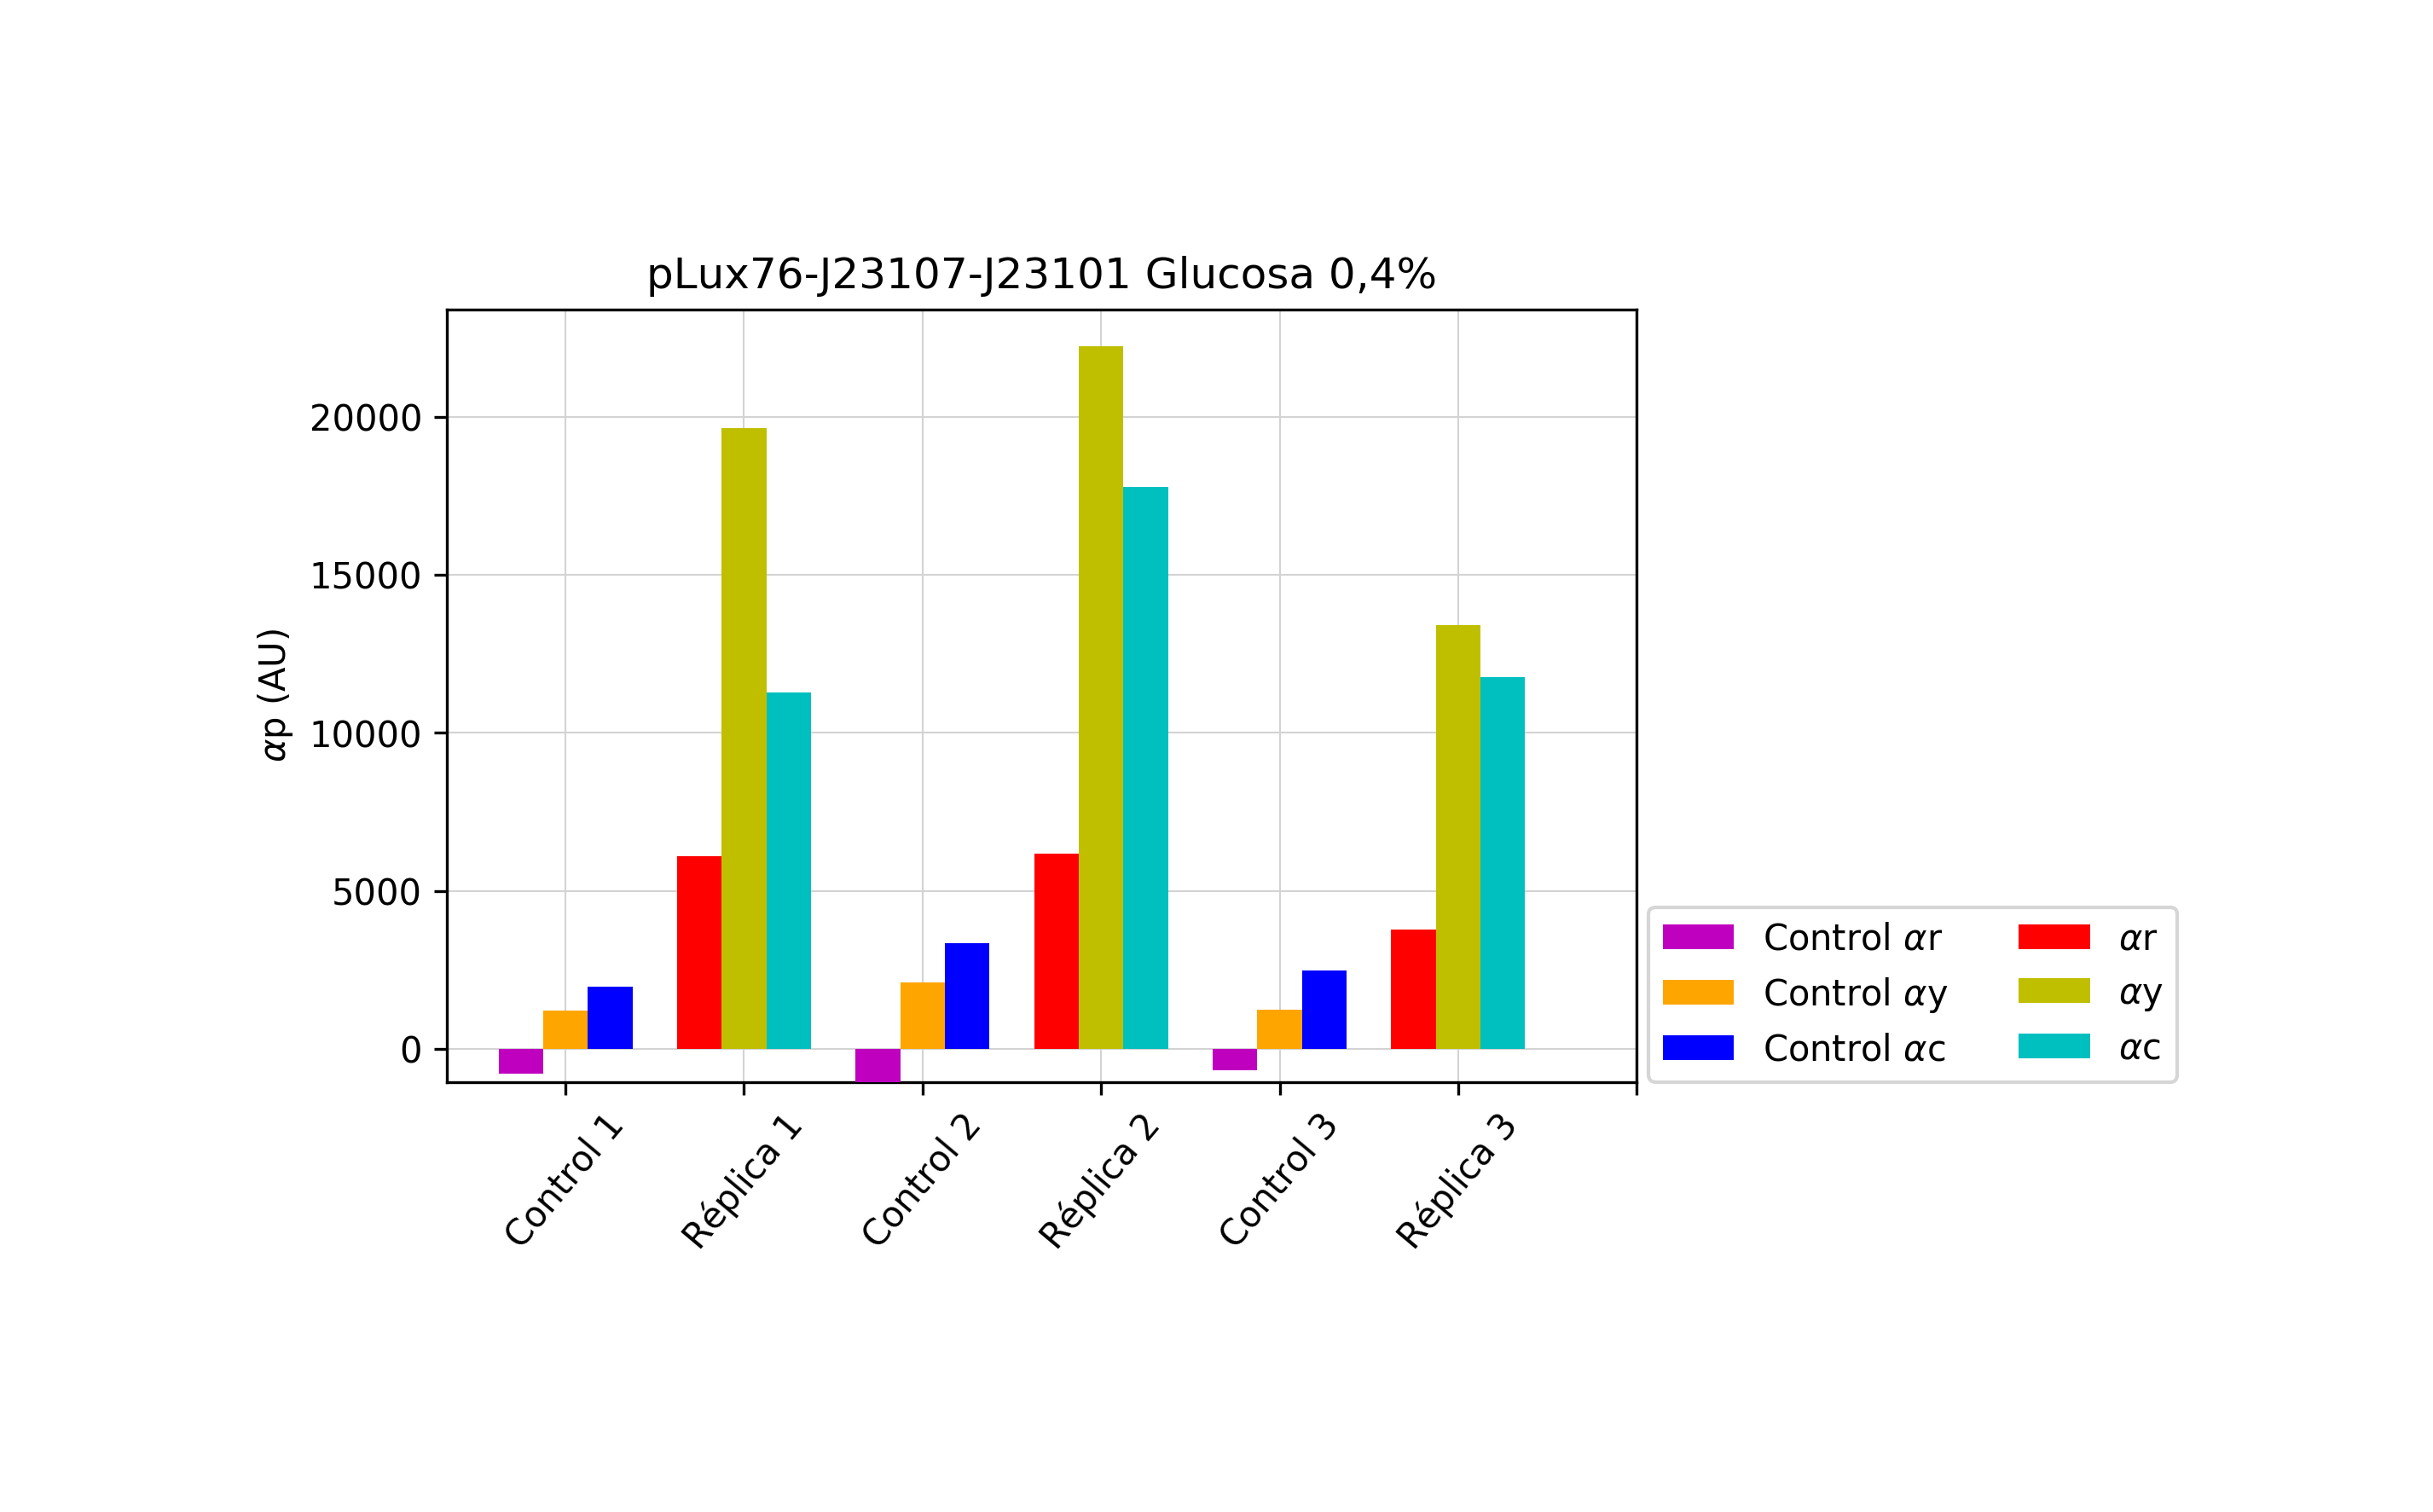 pLux76-J23107-J23101 Glucosa 0,4%
αp (AU)
20000
15000
10000
5000
0
Control 1
Réplica 1
Control 2
Réplica 2
Control 3
Réplica 3
Control αr
Control αy
Control αc
αr
αy
αc